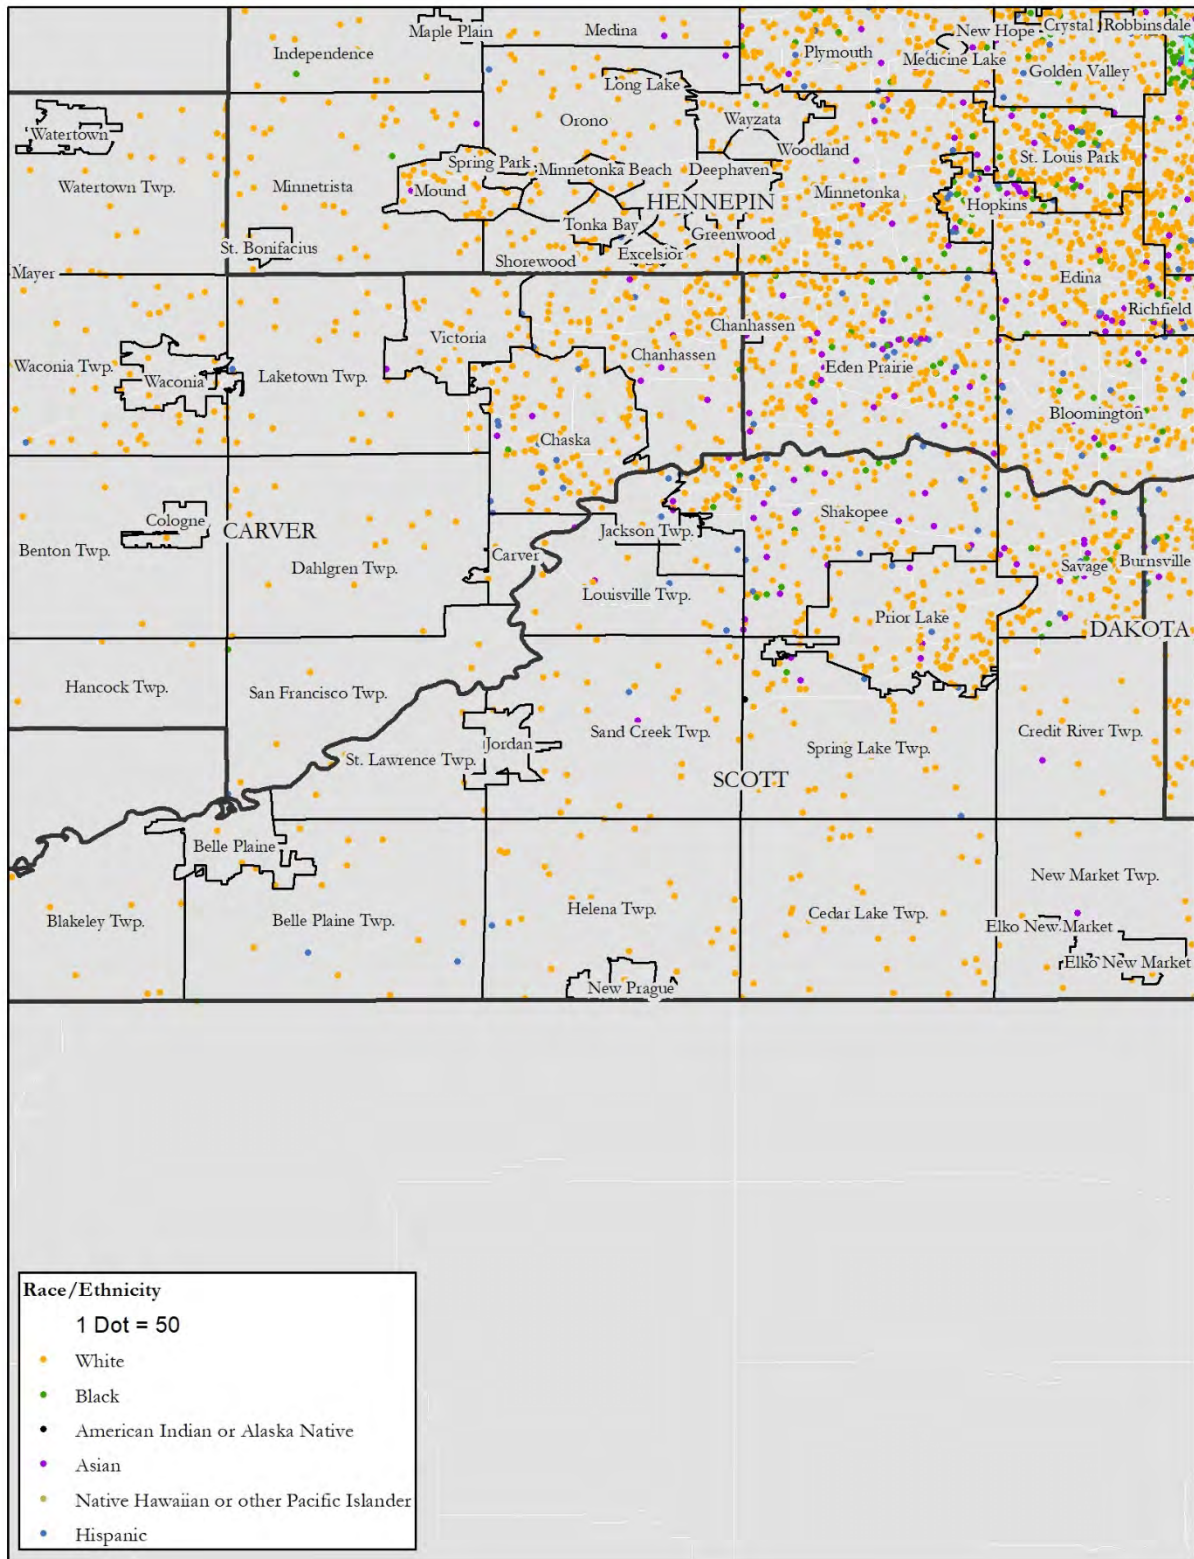 Maple Plain
Medina
New Hope
Crystal
Robbinsdale
Independence
Plymouth
Medicine Lake
Golden Valley
Long Lake
Orono
Wayzata
Watertown
Woodland
St. Louis Park
Spring Park
Minnetonka Beach
Deephaven
Watertown Twp.
Minnetrista
Mound
Minnetonka
HENNEPIN
Hopkins
Tonka Bay
Greenwood
St. Bonifacius
Excelsior
Shorewood
Mayer
Edina
Richfield
Chanhassen
Victoria
Chanhassen
Waconia Twp.
Waconia
Laketown Twp.
Eden Prairie
Bloomington
Chaska
Cologne
CARVER
Shakopee
Jackson Twp.
Benton Twp.
Carver
Dahlgren Twp.
Savage
Burnsville
Louisville Twp.
Prior Lake
DAKOTA
Hancock Twp.
San Francisco Twp.
Sand Creek Twp.
Credit River Twp.
Jordan
Spring Lake Twp.
St. Lawrence Twp.
SCOTT
Belle Plaine
New Market Twp.
Blakeley Twp.
Belle Plaine Twp.
Helena Twp.
Cedar Lake Twp.
Elko New Market
Elko New Market
New Prague
Race/Ethnicity
1 Dot = 50
White
Black
American Indian or Alaska Native
Asian
Native Hawaiian or other Pacific Islander
Hispanic